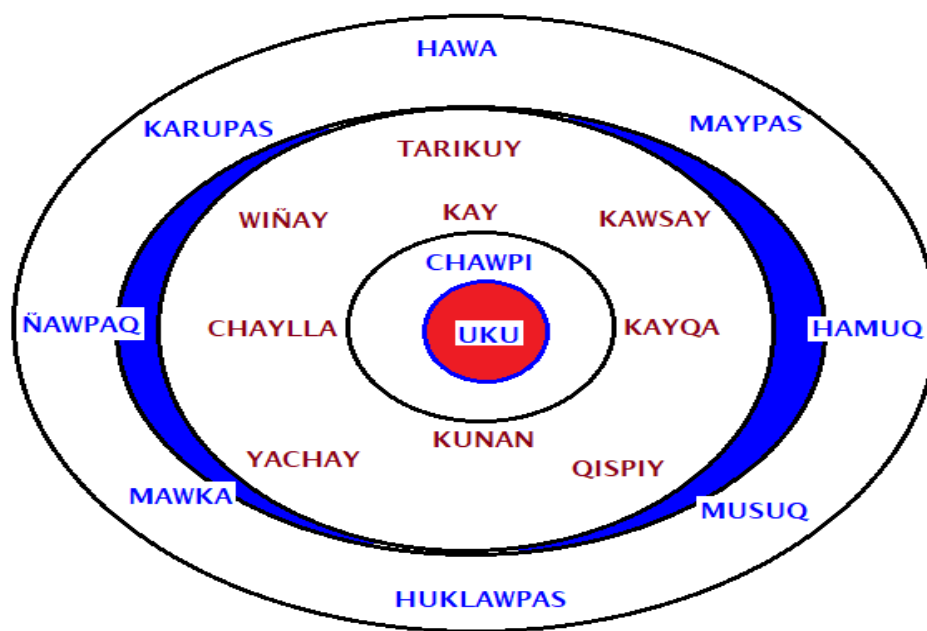 HAWA
KARUPAS
MAYPAS
TARIKUY
WIÑAY
KAY
KAWSAY
CHAWPI
ÑAWPAQ
CHAYLLA
UKU
KAYQA
HAMUQ
KUNAN
YACHAY
QISPIY
MAWKA
MUSUQ
HUKLAWPAS